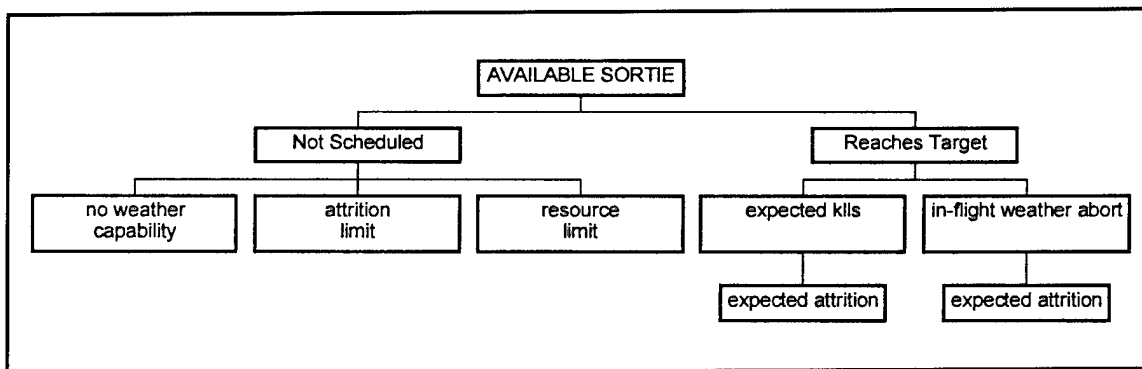 AVAILABLE SORTIE
Not Scheduled
Reaches Target
no weather
capability
attrition
limit
resource
limit
expected klls
in-flight weather abort
expected attrition
expected attrition